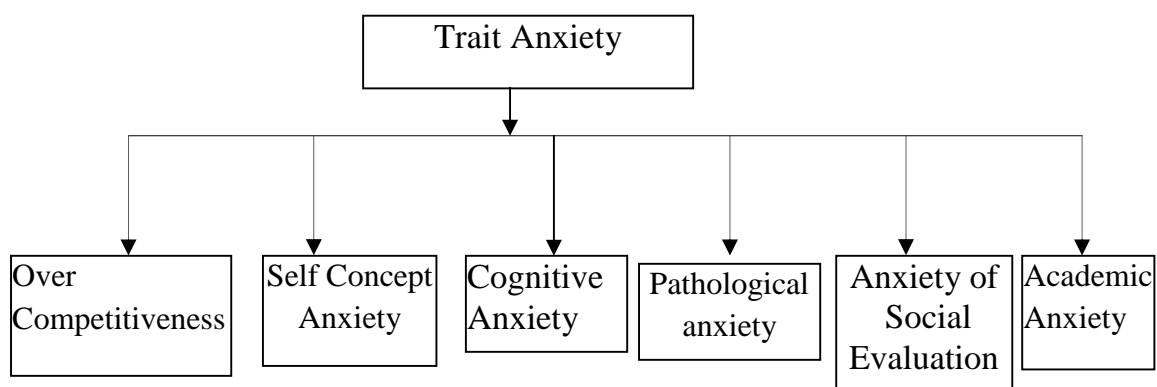 Trait Anxiety
Over
Competitiveness
Self Concept
Anxiety
Cognitive
Anxiety
Pathological
anxiety
Anxiety of
Social
Evaluation
Academic
Anxiety